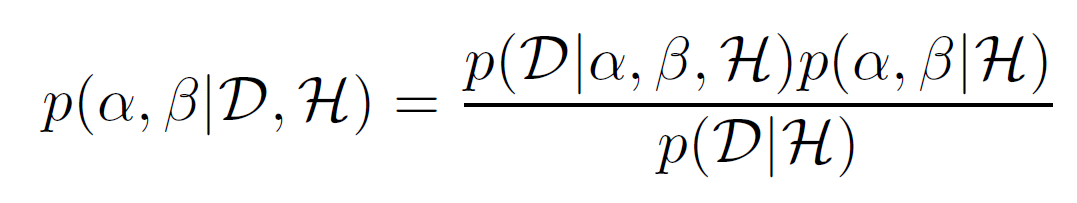 p(α, β|𝒟, ℋ) = p(𝒟|α, β, ℋ)p(α, β|ℋ) / p(𝒟|ℋ)